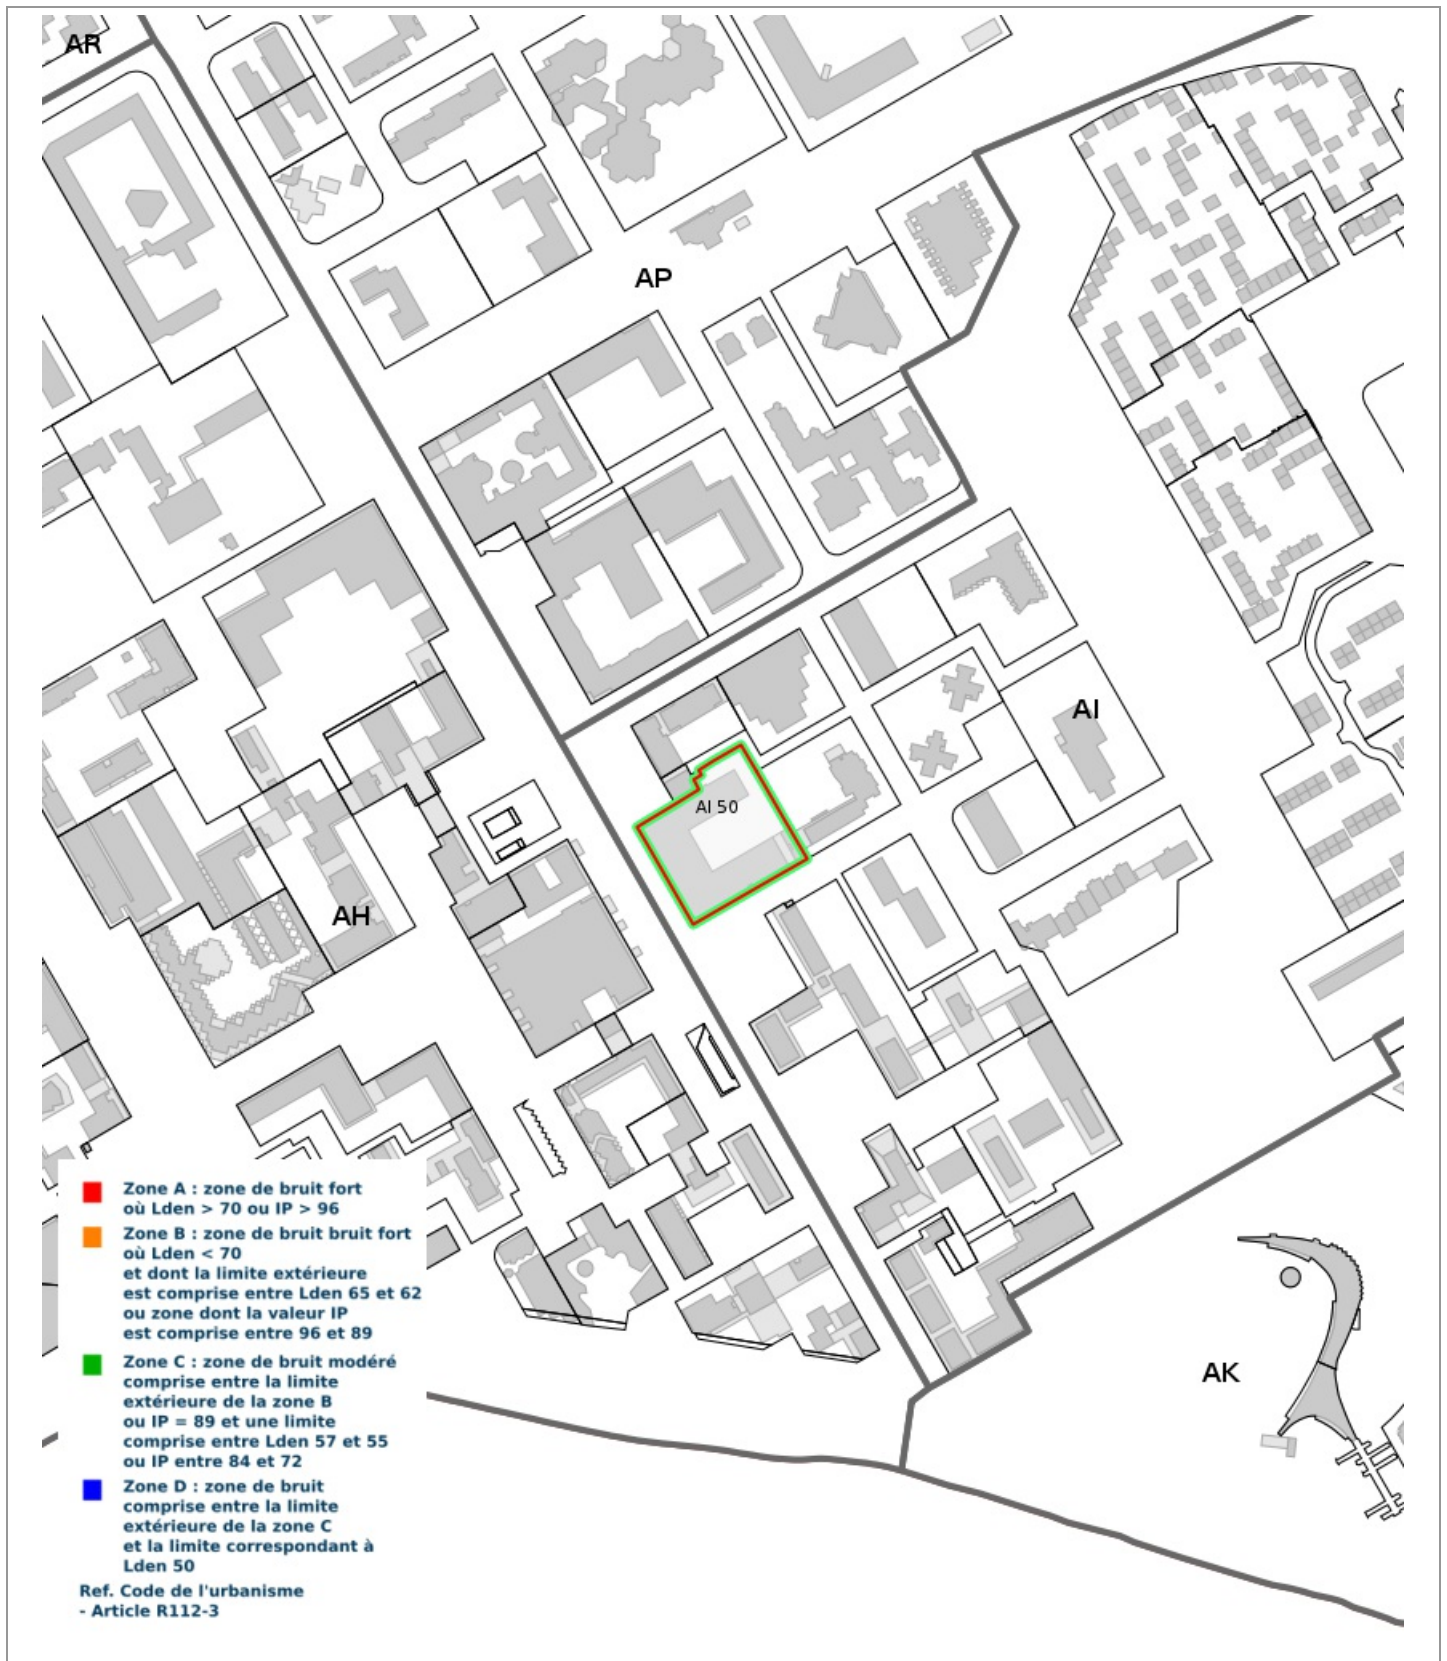 AR
AP
AI
AI 50
AH
Zone A : zone de bruit fort
où Lden > 70 ou IP > 96
Zone B : zone de bruit bruit fort
où Lden < 70
et dont la limite extérieure
est comprise entre Lden 65 et 62
ou zone dont la valeur IP
est comprise entre 96 et 89
Zone C : zone de bruit modéré
comprise entre la limite
extérieure de la zone B
ou IP = 89 et une limite
comprise entre Lden 57 et 55
ou IP entre 84 et 72
Zone D : zone de bruit
comprise entre la limite
extérieure de la zone C
et la limite correspondant à
Lden 50
Ref. Code de l'urbanisme
- Article R112-3
AK